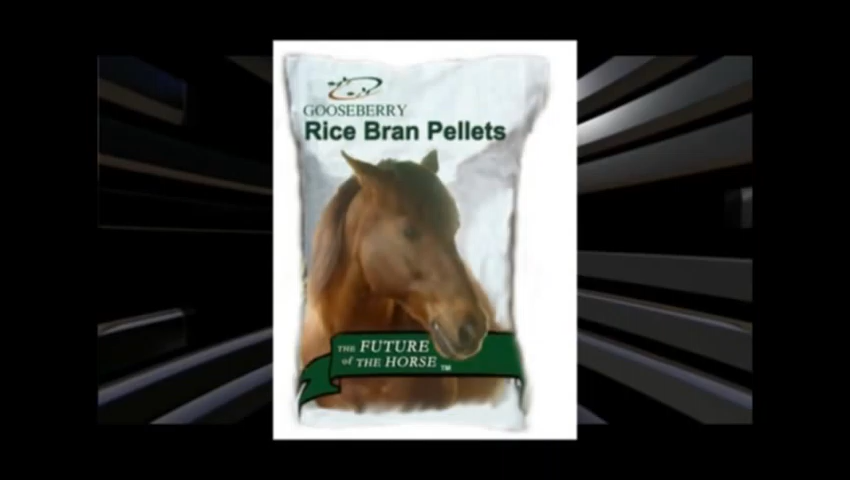 GOOSEBERRY
Rice Bran Pellets
THE FUTURE
of THE HORSE TM